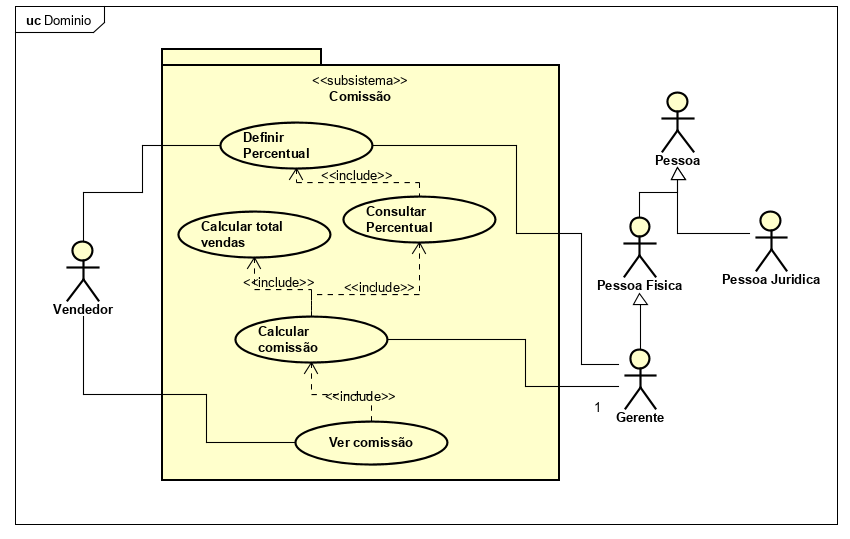 uc Dominio
<<subsistema>>
Comissão
Definir
Percentual
<<include>>
Calcular total
vendas
Consultar
Percentual
<<include>>
<<include>>
Calcular
comissão
<<include>>
Ver comissão
Vendedor
Pessoa
Pessoa Fisica
Pessoa Juridica
1
Gerente